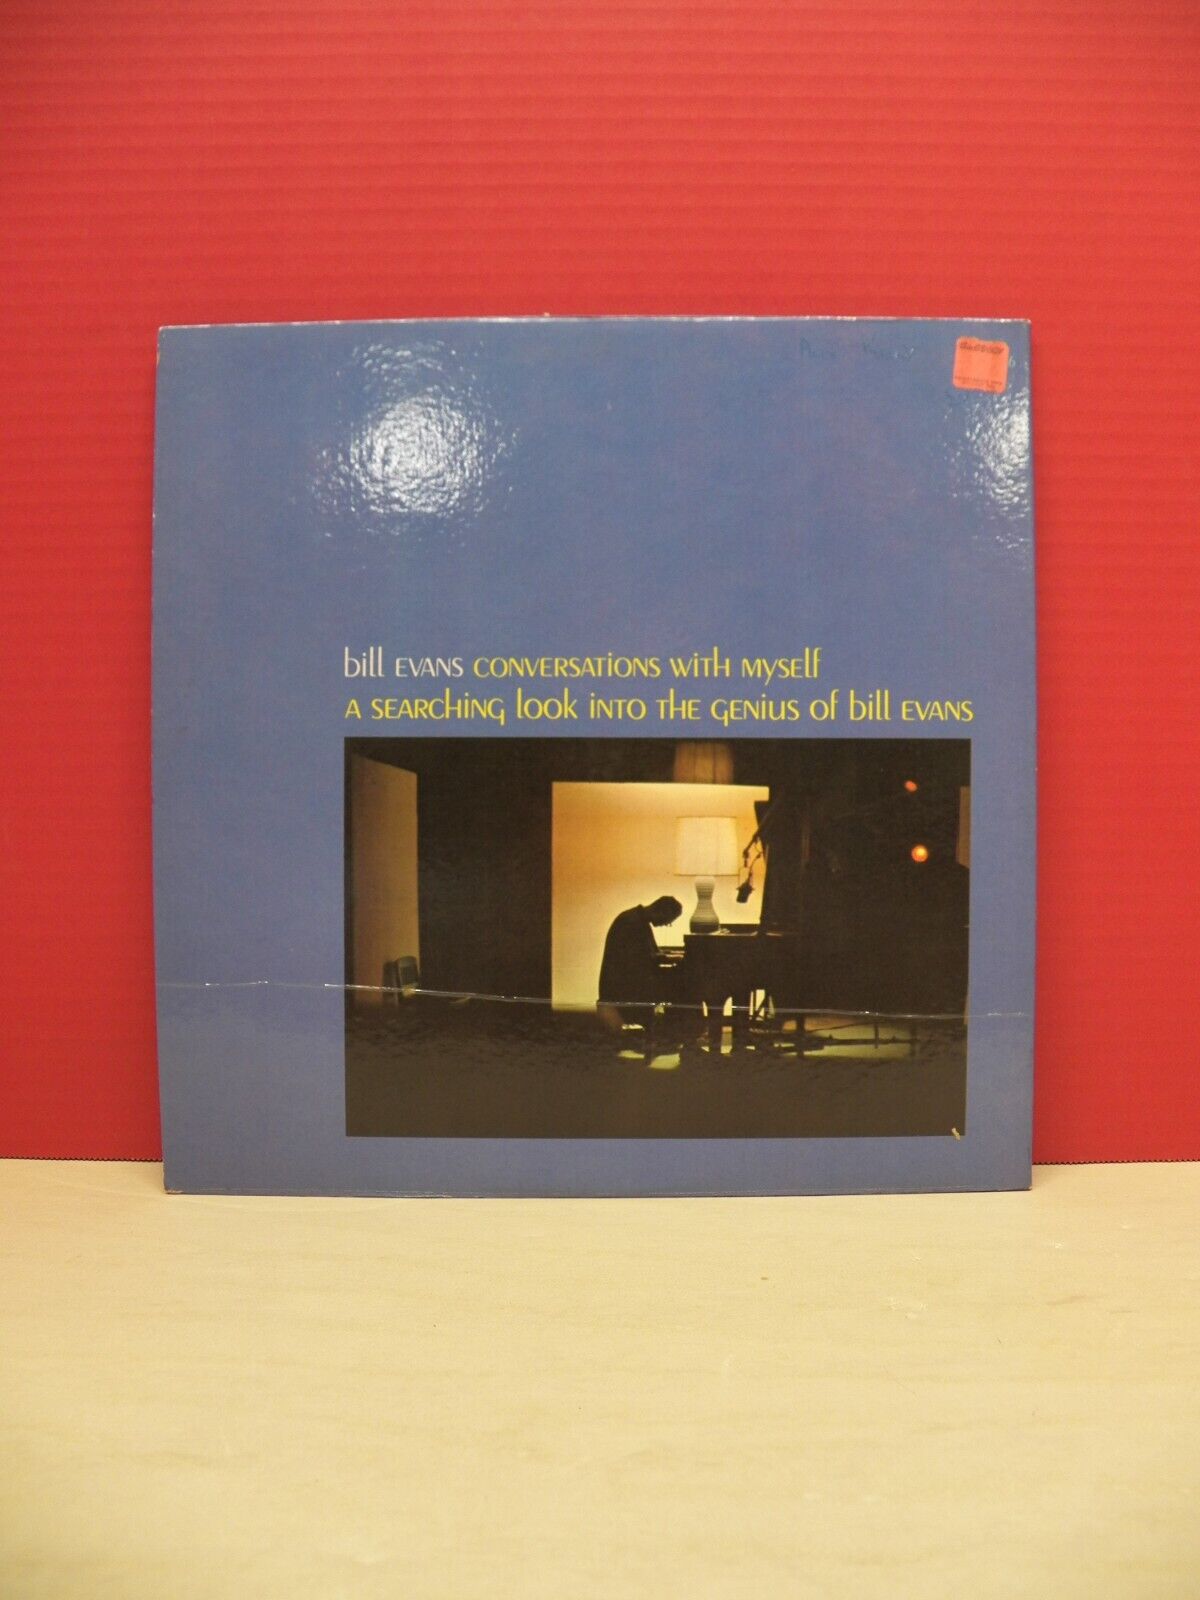 bill EVANS CONVERSATIONS WITH MYSELF
A SEARCHING look INTO THE GENIUS of bill EVANS